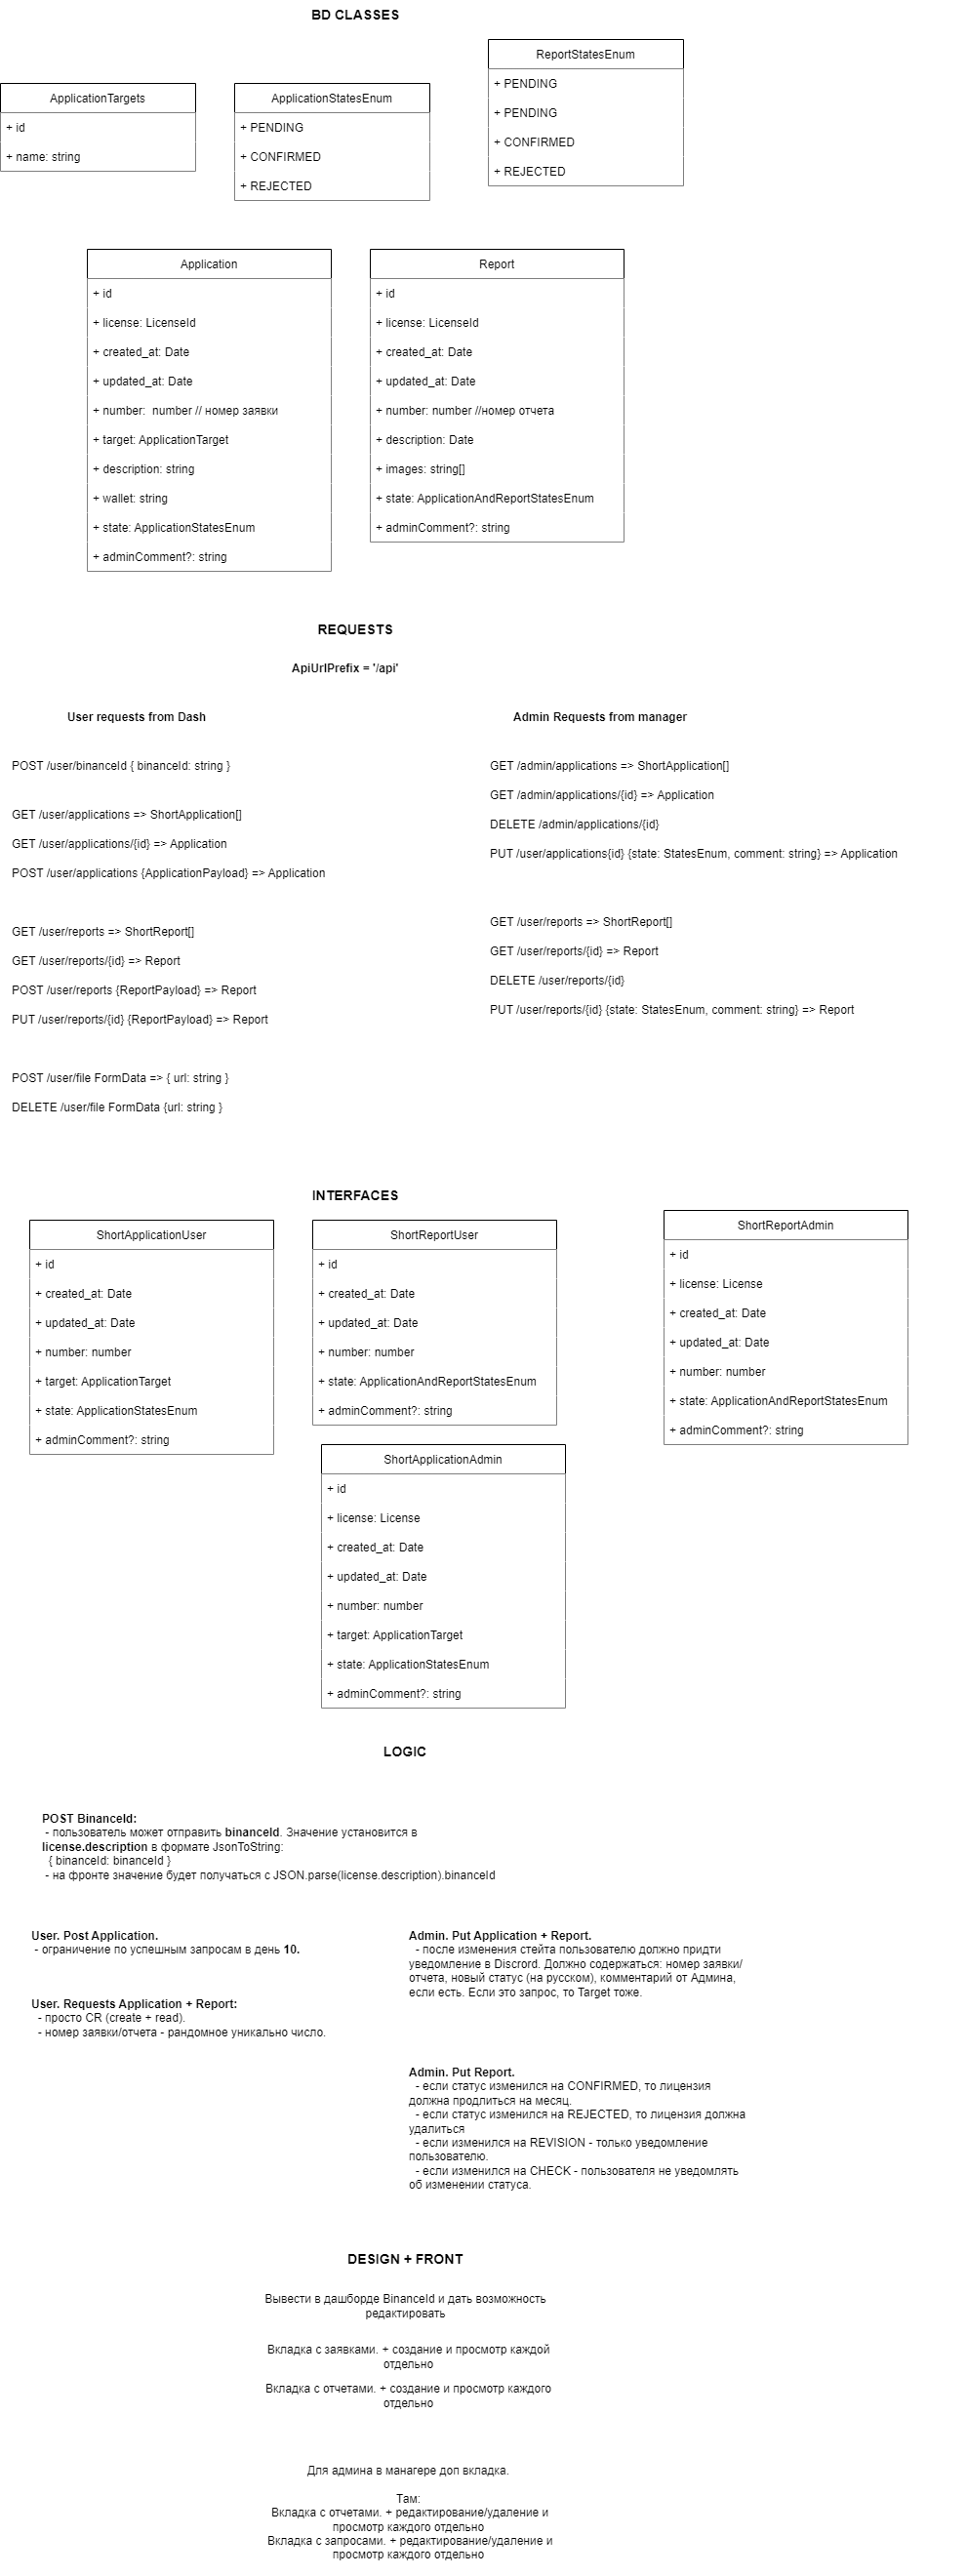 BD CLASSES
ReportStatesEnum
+ PENDING
+ PENDING
+ CONFIRMED
+ REJECTED
ApplicationTargets
+ id
+ name: string
ApplicationStatesEnum
+ PENDING
+ CONFIRMED
+ REJECTED
Application
+ id
+ license: LicenseId
+ created_at: Date
+ updated_at: Date
+ number:  number // номер заявки
+ target: ApplicationTarget
+ description: string
+ wallet: string
+ state: ApplicationStatesEnum
+ adminComment?: string
Report
+ id
+ license: LicenseId
+ created_at: Date
+ updated_at: Date
+ number: number //номер отчета
+ description: Date
+ images: string[]
+ state: ApplicationAndReportStatesEnum
+ adminComment?: string
REQUESTS
ApiUrlPrefix = '/api'
User requests from Dash
POST /user/binanceId { binanceId: string }
GET /user/applications => ShortApplication[]
GET /user/applications/{id} => Application
POST /user/applications {ApplicationPayload} => Application
GET /user/reports => ShortReport[]
GET /user/reports/{id} => Report
POST /user/reports {ReportPayload} => Report
PUT /user/reports/{id} {ReportPayload} => Report
POST /user/file FormData => { url: string }
DELETE /user/file FormData {url: string }
Admin Requests from manager
GET /admin/applications => ShortApplication[]
GET /admin/applications/{id} => Application
DELETE /admin/applications/{id}
PUT /user/applications{id} {state: StatesEnum, comment: string} => Application
GET /user/reports => ShortReport[]
GET /user/reports/{id} => Report
DELETE /user/reports/{id}
PUT /user/reports/{id} {state: StatesEnum, comment: string} => Report
INTERFACES
ShortApplicationUser
+ id
+ created_at: Date
+ updated_at: Date
+ number: number
+ target: ApplicationTarget
+ state: ApplicationStatesEnum
+ adminComment?: string
ShortReportUser
+ id
+ created_at: Date
+ updated_at: Date
+ number: number
+ state: ApplicationAndReportStatesEnum
+ adminComment?: string
ShortReportAdmin
+ id
+ license: License
+ created_at: Date
+ updated_at: Date
+ number: number
+ state: ApplicationAndReportStatesEnum
+ adminComment?: string
ShortApplicationAdmin
+ id
+ license: License
+ created_at: Date
+ updated_at: Date
+ number: number
+ target: ApplicationTarget
+ state: ApplicationStatesEnum
+ adminComment?: string
LOGIC
POST BinanceId:
- пользователь может отправить binanceId. Значение установится в
license.description в формате JsonToString:
{ binanceId: binanceId }
- на фронте значение будет получаться с JSON.parse(license.description).binanceId
User. Post Application.
- ограничение по успешным запросам в день 10.
User. Requests Application + Report:
- просто CR (create + read).
- номер заявки/отчета - рандомное уникально число.
Admin. Put Application + Report.
- после изменения стейта пользователю должно придти
уведомление в Discrord. Должно содержаться: номер заявки/
отчета, новый статус (на русском), комментарий от Админа,
если есть. Если это запрос, то Target тоже.
Admin. Put Report.
- если статус изменился на CONFIRMED, то лицензия
должна продлиться на месяц.
- если статус изменился на REJECTED, то лицензия должна
удалиться
- если изменился на REVISION - только уведомление
пользователю.
- если изменился на CHECK - пользователя не уведомлять
об изменении статуса.
DESIGN + FRONT
Вывести в дашборде BinanceId и дать возможность
редактировать
Вкладка с заявками. + создание и просмотр каждой
отдельно
Вкладка с отчетами. + создание и просмотр каждого
отдельно
Для админа в манагере доп вкладка.
Там:
Вкладка с отчетами. + редактирование/удаление и
просмотр каждого отдельно
Вкладка с запросами. + редактирование/удаление и
просмотр каждого отдельно